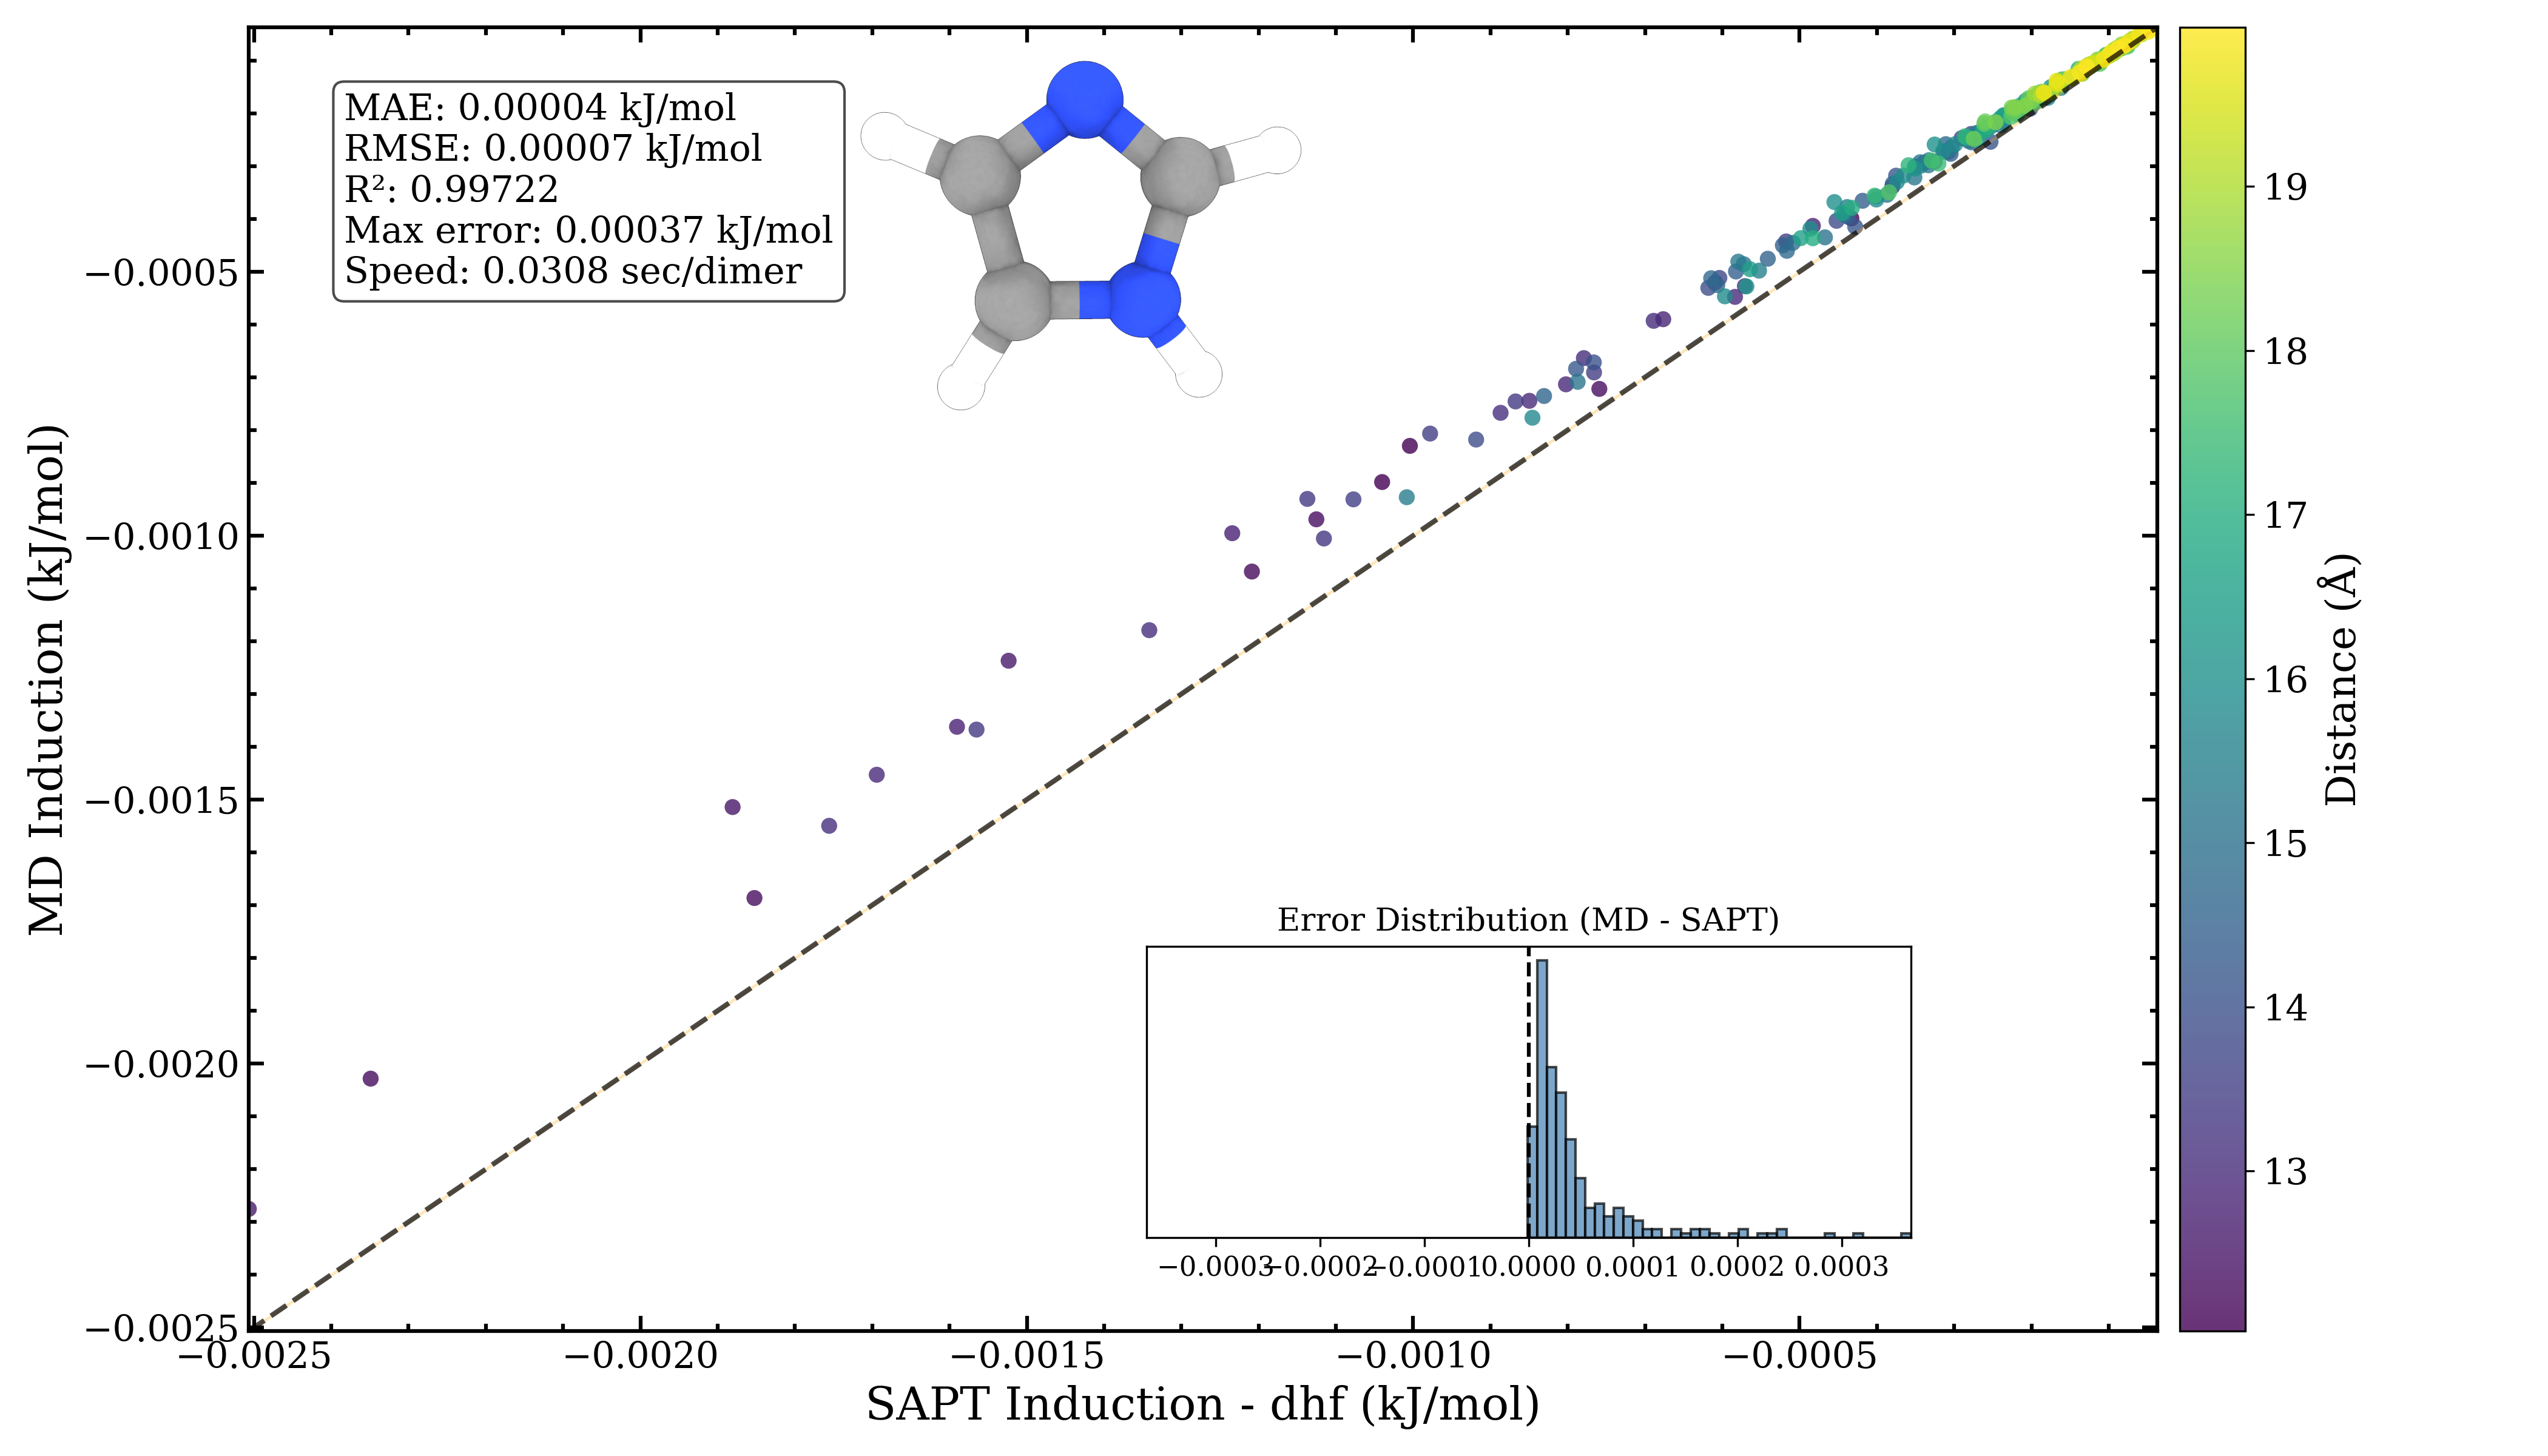 MAE: 0.00004 kJ/mol
RMSE: 0.00007 kJ/mol
R²: 0.99722
Max error: 0.00037 kJ/mol
Speed: 0.0308 sec/dimer
MD Induction (kJ/mol)
−0.0005
−0.0010
−0.0015
−0.0020
−0.0025
−0.0025 −0.0020 −0.0015 −0.0010 −0.0005
SAPT Induction - dhf (kJ/mol)
Error Distribution (MD - SAPT)
−0.0003 −0.0002 −0.0001 0.0000 0.0001 0.0002 0.0003
19
18
17
16
15
14
13
Distance (Å)